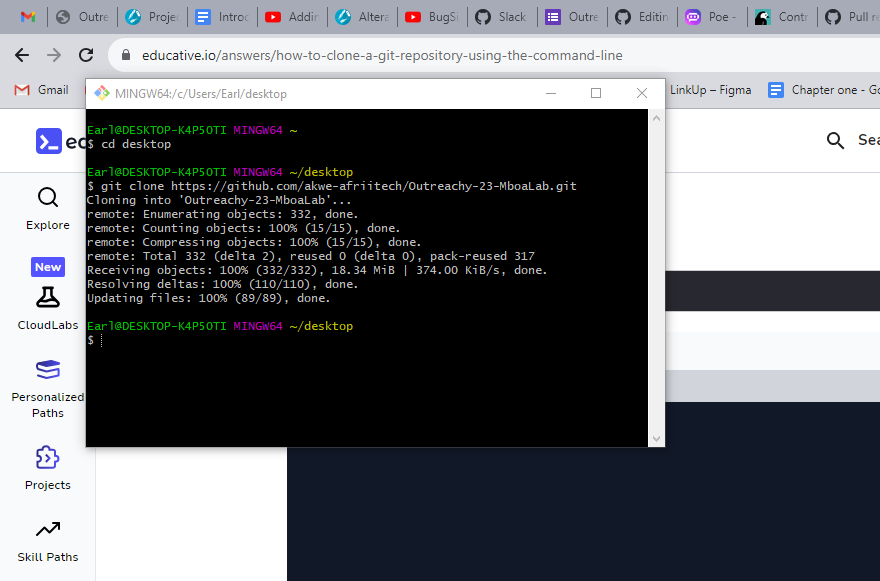 Outre
Proje
Introc
Addir
Altera
BugSi
Slack
Outre
Editin
Poe -
Contr
Pull re
educative.io/answers/how-to-clone-a-git-repository-using-the-command-line
Gmail
LinkUp – Figma
Chapter one - Go
MINGW64:/c/Users/Earl/desktop
Earl@DESKTOP-K4P5OTI MINGW64 ~
$ cd desktop
Earl@DESKTOP-K4P5OTI MINGW64 ~/desktop
$ git clone https://github.com/akwe-afriitech/Outreachy-23-MboaLab.git
Cloning into 'Outreachy-23-MboaLab'...
remote: Enumerating objects: 332, done.
remote: Counting objects: 100% (15/15), done.
remote: Compressing objects: 100% (15/15), done.
remote: Total 332 (delta 2), reused 0 (delta 0), pack-reused 317
Receiving objects: 100% (332/332), 18.34 MiB | 374.00 KiB/s, done.
Resolving deltas: 100% (110/110), done.
Updating files: 100% (89/89), done.
Earl@DESKTOP-K4P5OTI MINGW64 ~/desktop
$
ed
Sea
Explore
New
CloudLabs
Personalized
Paths
Projects
Skill Paths